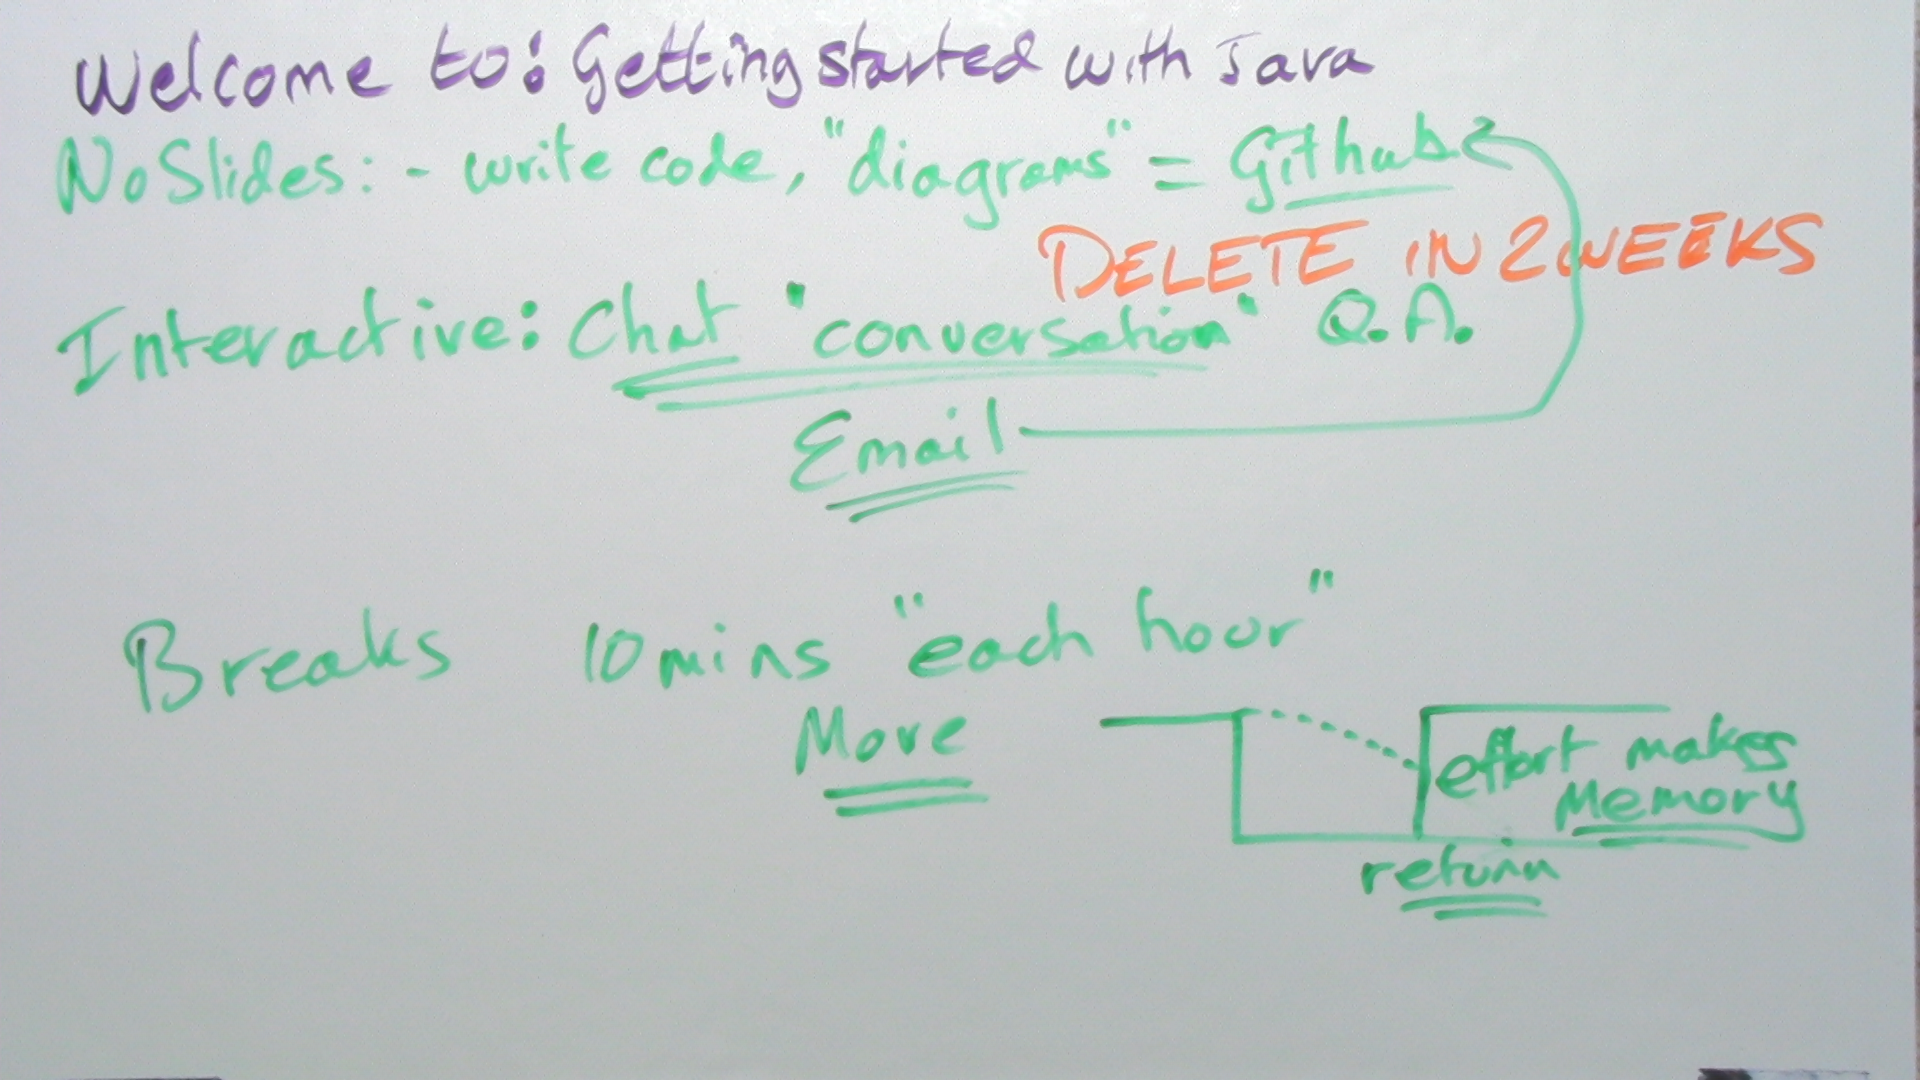 Welcome to: Getting started with Java
No Slides: - write code, "diagrams" = Github
DELETE IN 2 WEEKS
Interactive: Chat "conversation" Q.A.
Email
Breaks 10 mins "each hour"
Move
effort makes
Memory
return